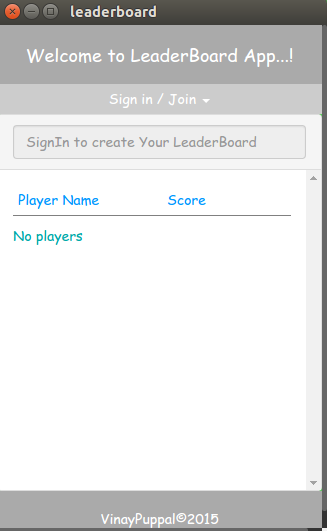 leaderboard
Welcome to LeaderBoard App...!
Sign in / Join
SignIn to create Your LeaderBoard
Player Name Score
No players
VinayPuppal©2015